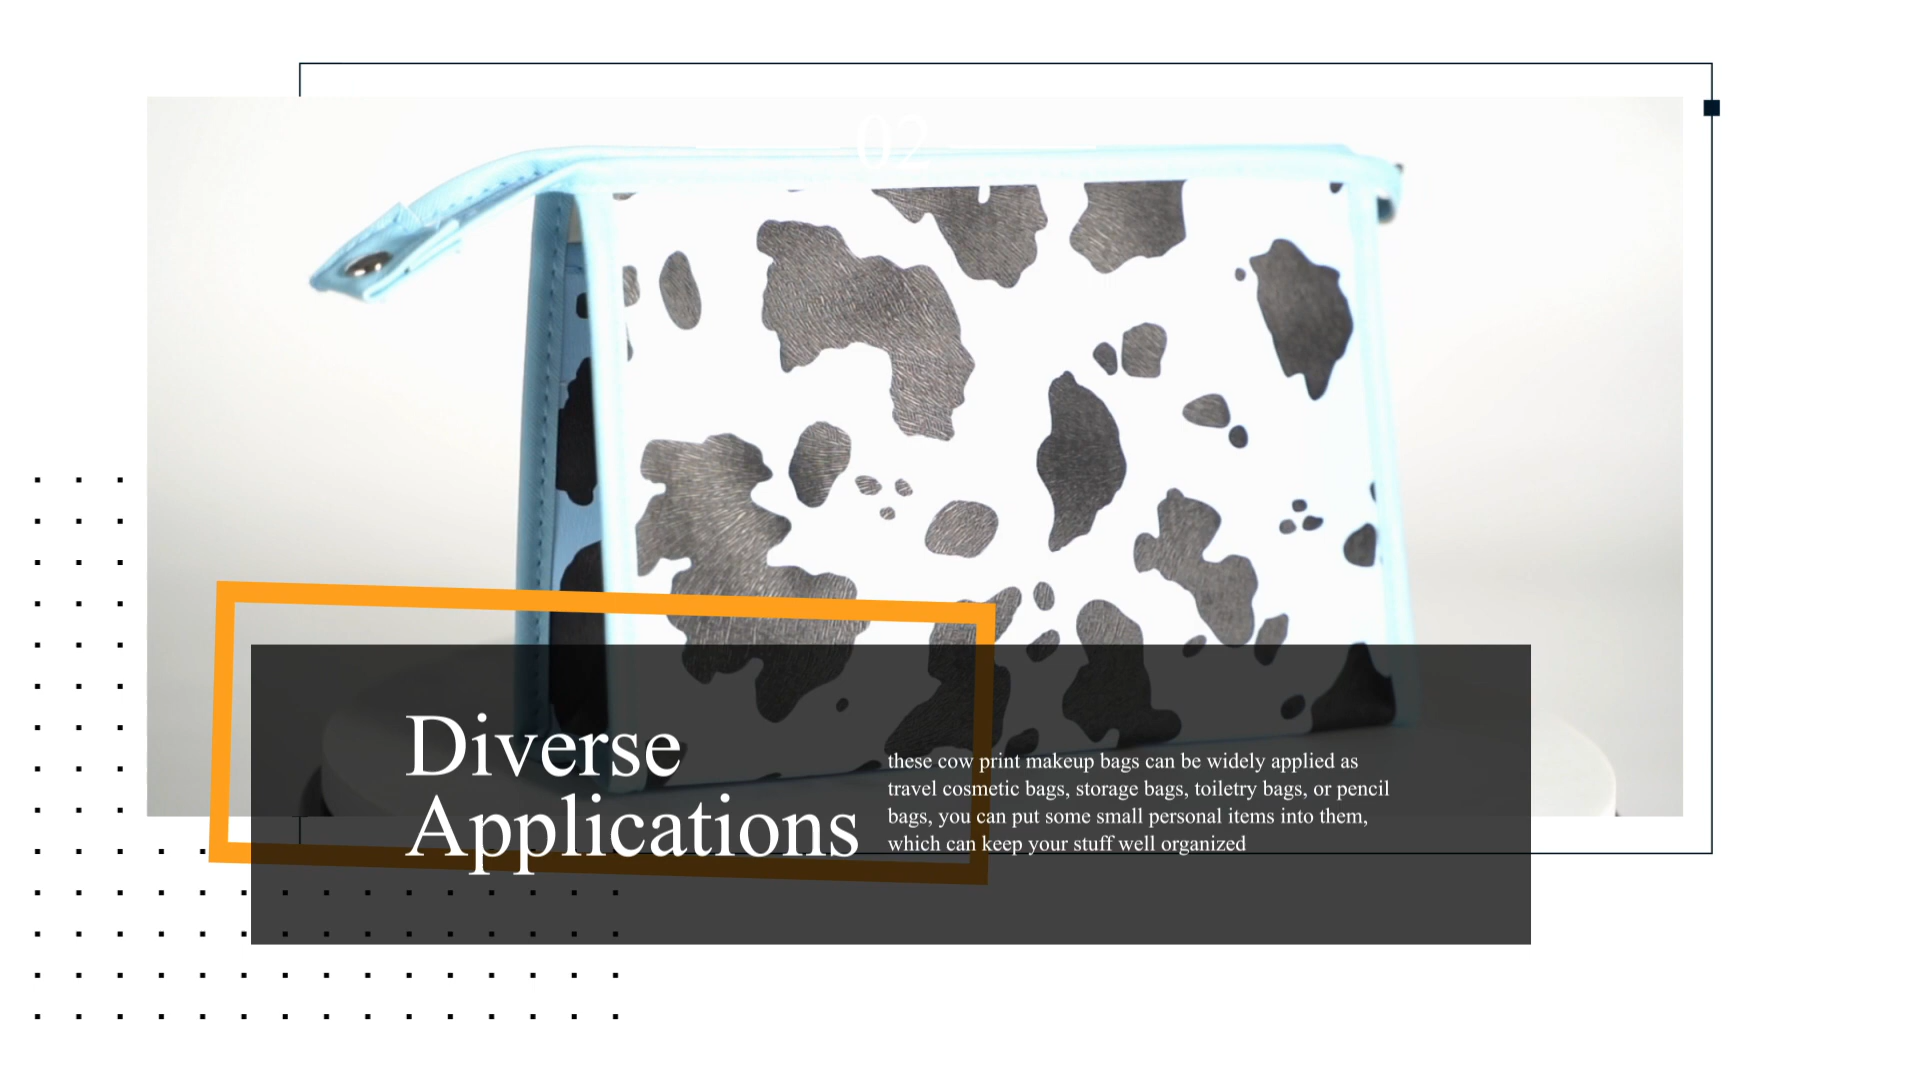 02
Diverse
Applications
these cow print makeup bags can be widely applied as
travel cosmetic bags, storage bags, toiletry bags, or pencil
bags, you can put some small personal items into them,
which can keep your stuff well organized